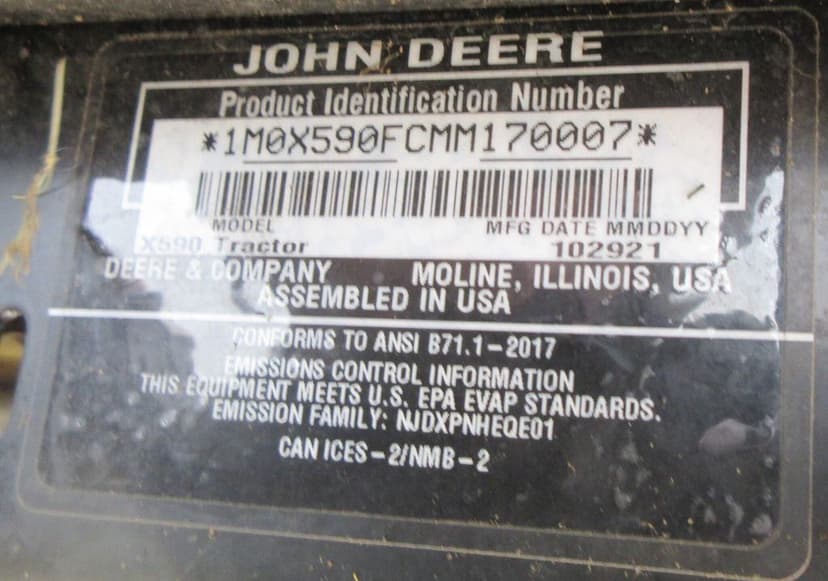 JOHN DEERE
Product Identification Number
*1M0X590FCMM170007*
MODEL MFG DATE MMDDYY
X590 Tractor 102921
DEERE & COMPANY MOLINE, ILLINOIS, USA
ASSEMBLED IN USA
CONFORMS TO ANSI B71.1-2017
EMISSIONS CONTROL INFORMATION
THIS EQUIPMENT MEETS U.S. EPA EVAP STANDARDS.
EMISSION FAMILY: NJDXPNHEQE01
CAN ICES-2/NMB-2